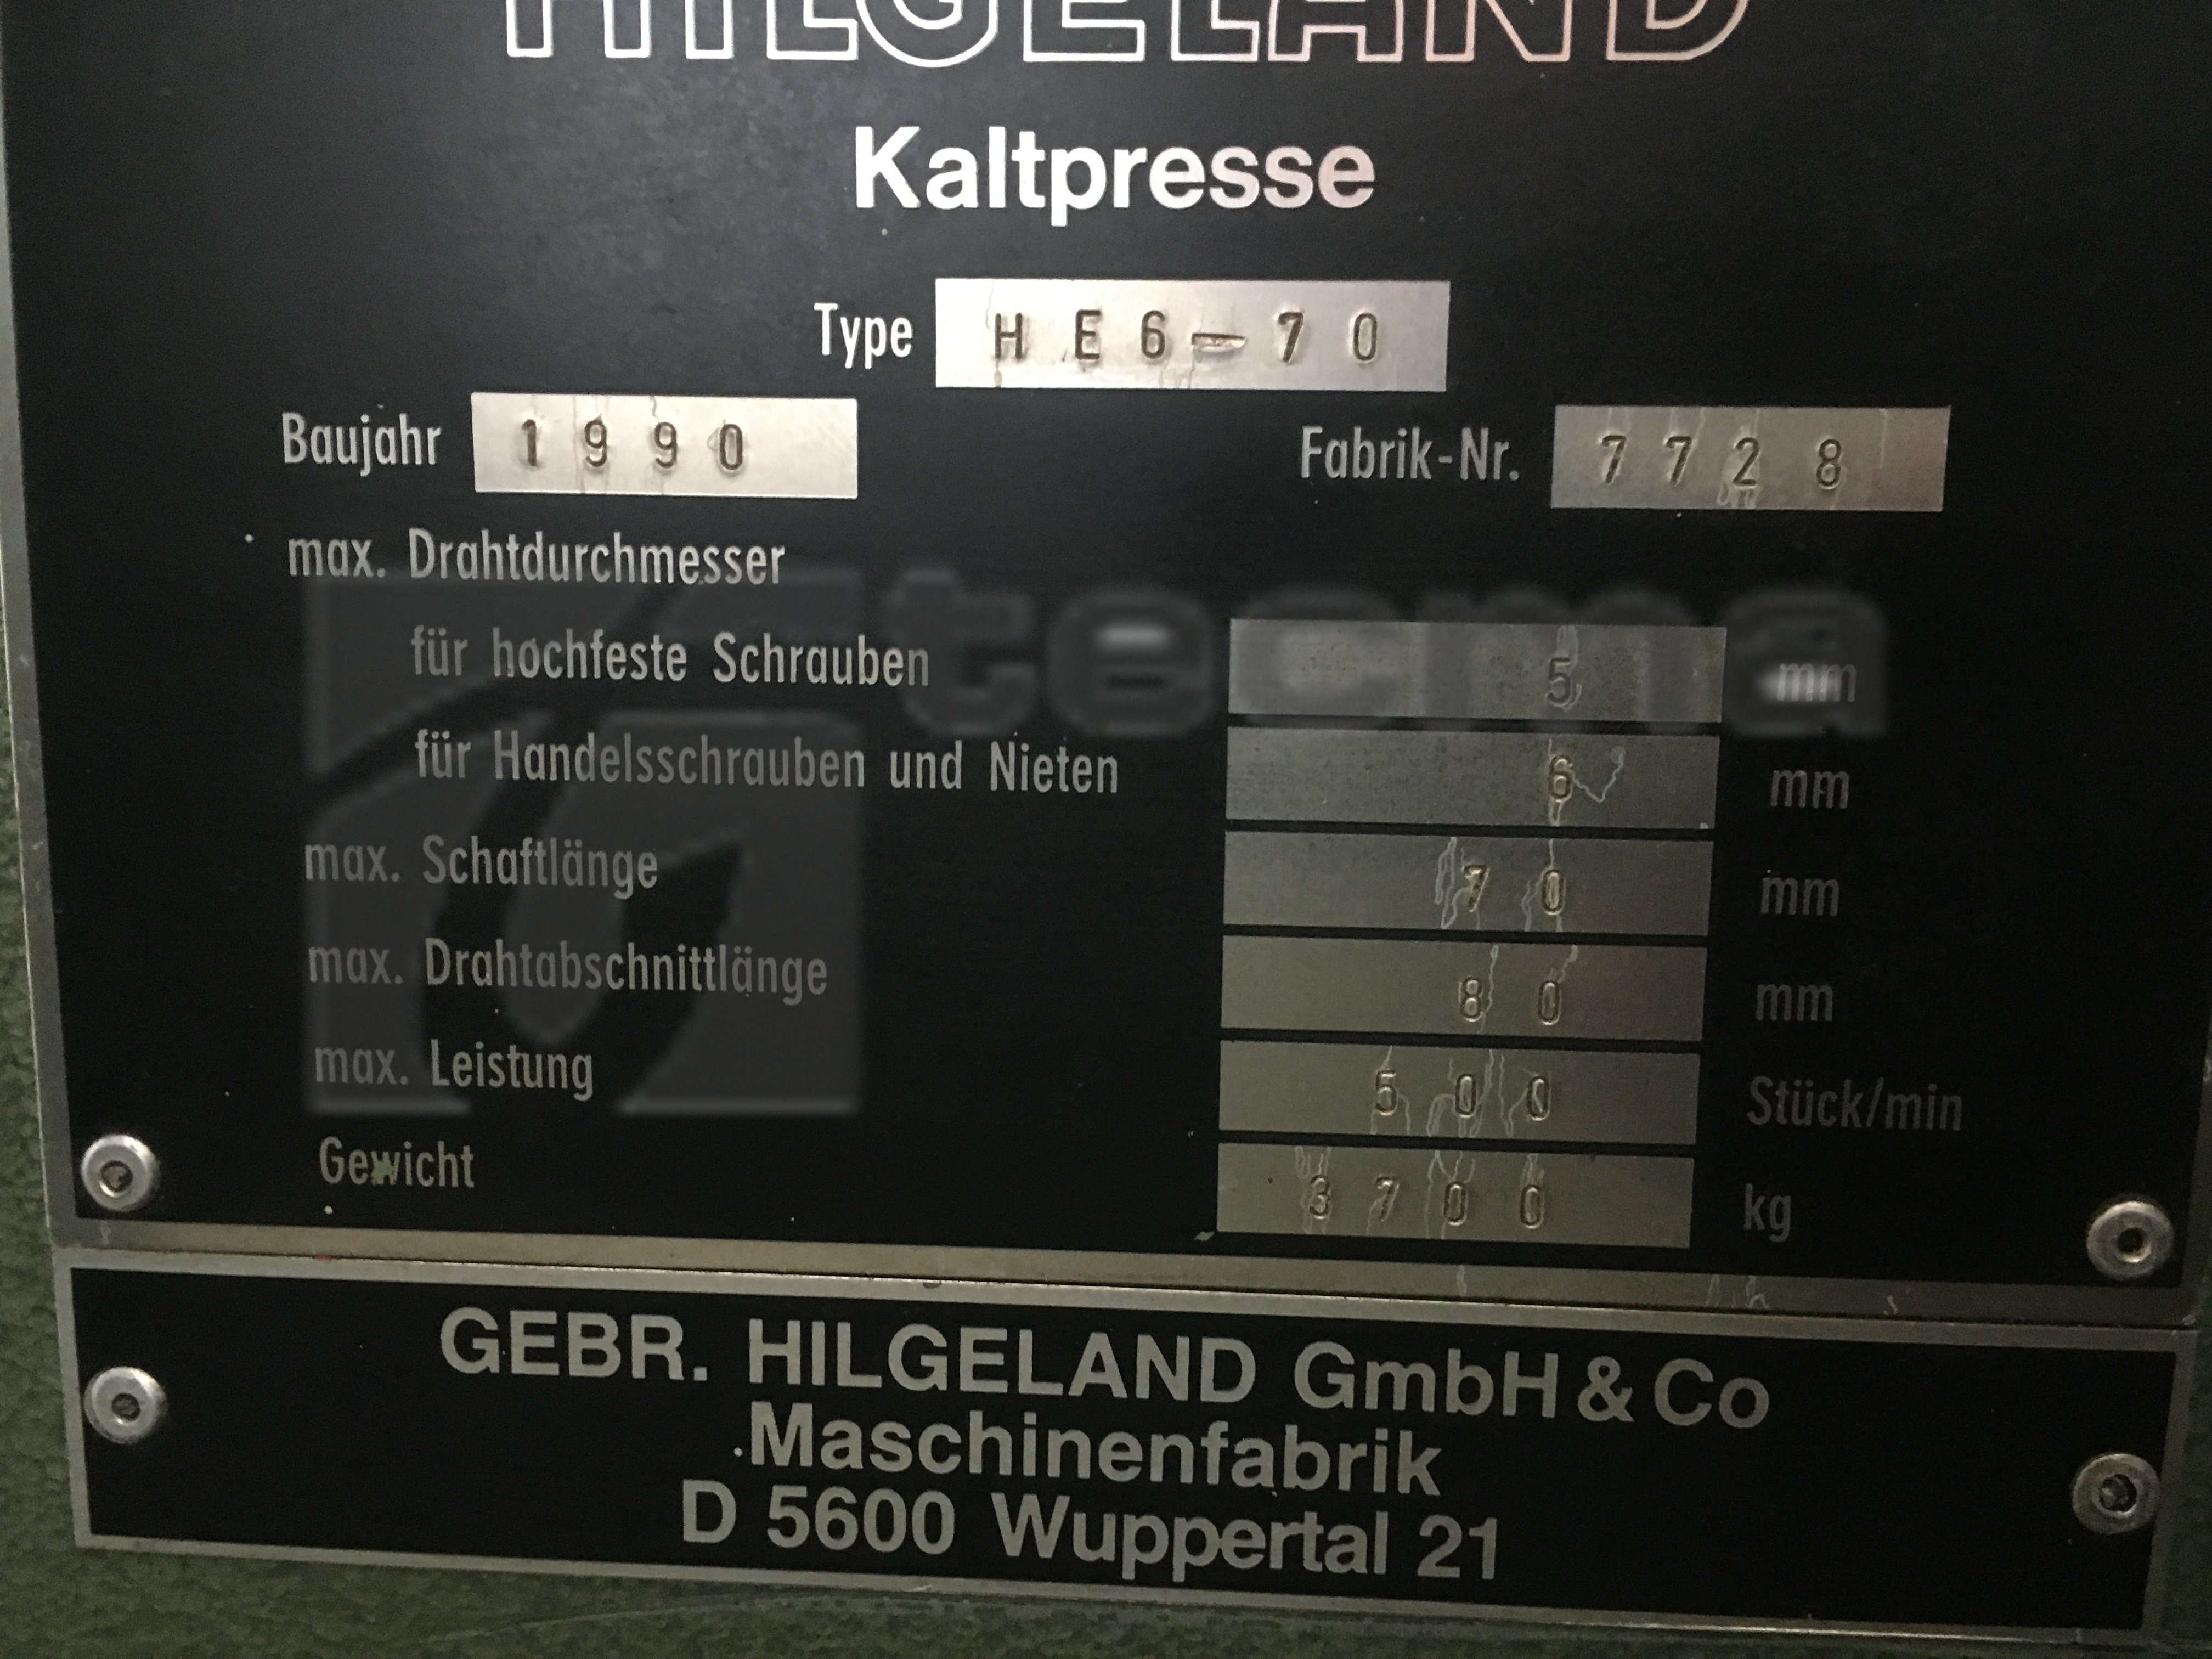 HILGELAND
Kaltpresse
Type HE6-70
Baujahr 1990 Fabrik-Nr. 7728
max. Drahtdurchmesser
tecma
für hochfeste Schrauben 5 mm
für Handelsschrauben und Nieten 6 mm
max. Schaftlänge 70 mm
max. Drahtabschnittlänge 80 mm
max. Leistung 500 Stück/min
Gewicht 3700 kg
GEBR. HILGELAND GmbH & Co
Maschinenfabrik
D 5600 Wuppertal 21